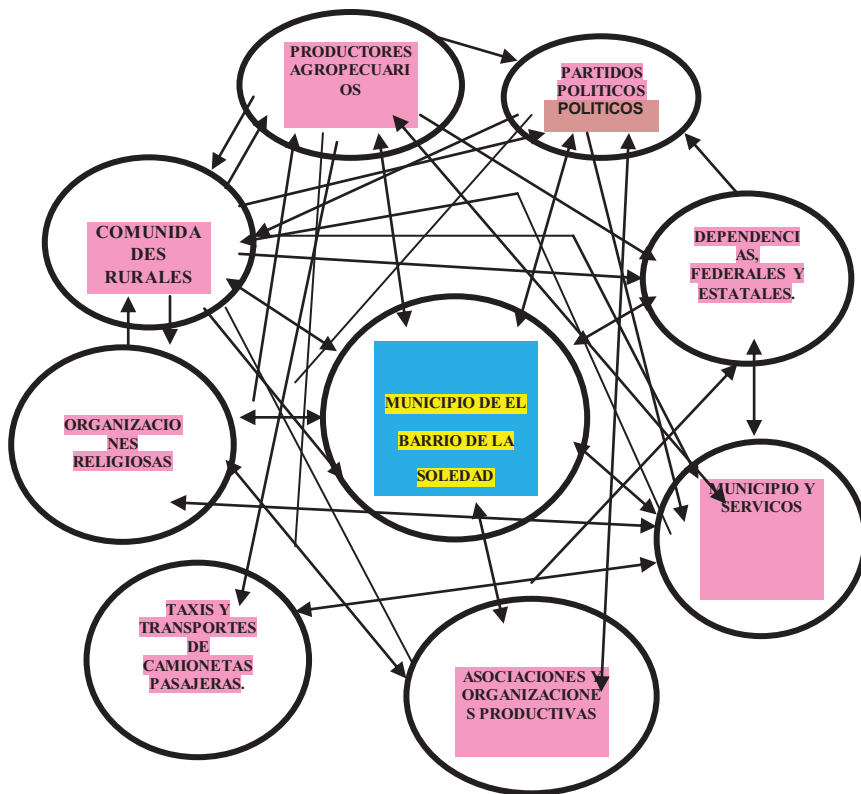 PRODUCTORES
AGROPECUARI
OS
PARTIDOS
POLITICOS
POLITICOS
COMUNIDA
DES
RURALES
DEPENDENCI
AS,
FEDERALES Y
ESTATALES.
MUNICIPIO DE EL
BARRIO DE LA
SOLEDAD
ORGANIZACIO
NES
RELIGIOSAS
MUNICIPIO Y
SERVICOS
TAXIS Y
TRANSPORTES
DE
CAMIONETAS
PASAJERAS.
ASOCIACIONES Y
ORGANIZACIONE
S PRODUCTIVAS